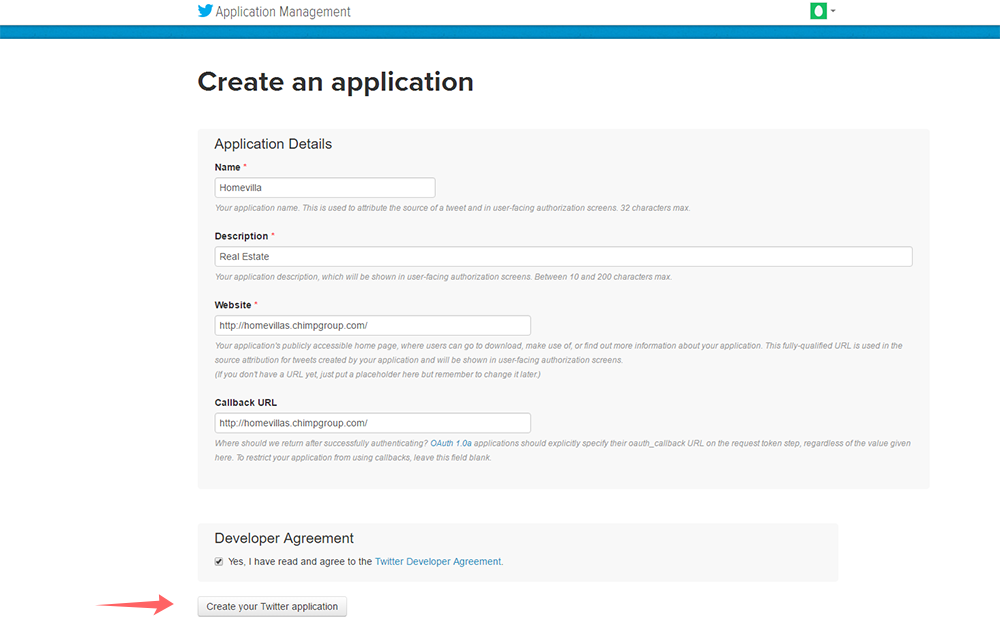 Application Management
Create an application
Application Details
Name *
Homevilla
Your application name. This is used to attribute the source of a tweet and in user-facing authorization screens. 32 characters max.
Description *
Real Estate
Your application description, which will be shown in user-facing authorization screens. Between 10 and 200 characters max.
Website *
http://homevillas.chimpgroup.com/
Your application's publicly accessible home page, where users can go to download, make use of, or find out more information about your application. This fully-qualified URL is used in the
source attribution for tweets created by your application and will be shown in user-facing authorization screens.
(If you don't have a URL yet, just put a placeholder here but remember to change it later.)
Callback URL
http://homevillas.chimpgroup.com/
Where should we return after successfully authenticating? OAuth 1.0a applications should explicitly specify their oauth_callback URL on the request token step, regardless of the value given
here. To restrict your application from using callbacks, leave this field blank.
Developer Agreement
Yes, I have read and agree to the Twitter Developer Agreement.
Create your Twitter application